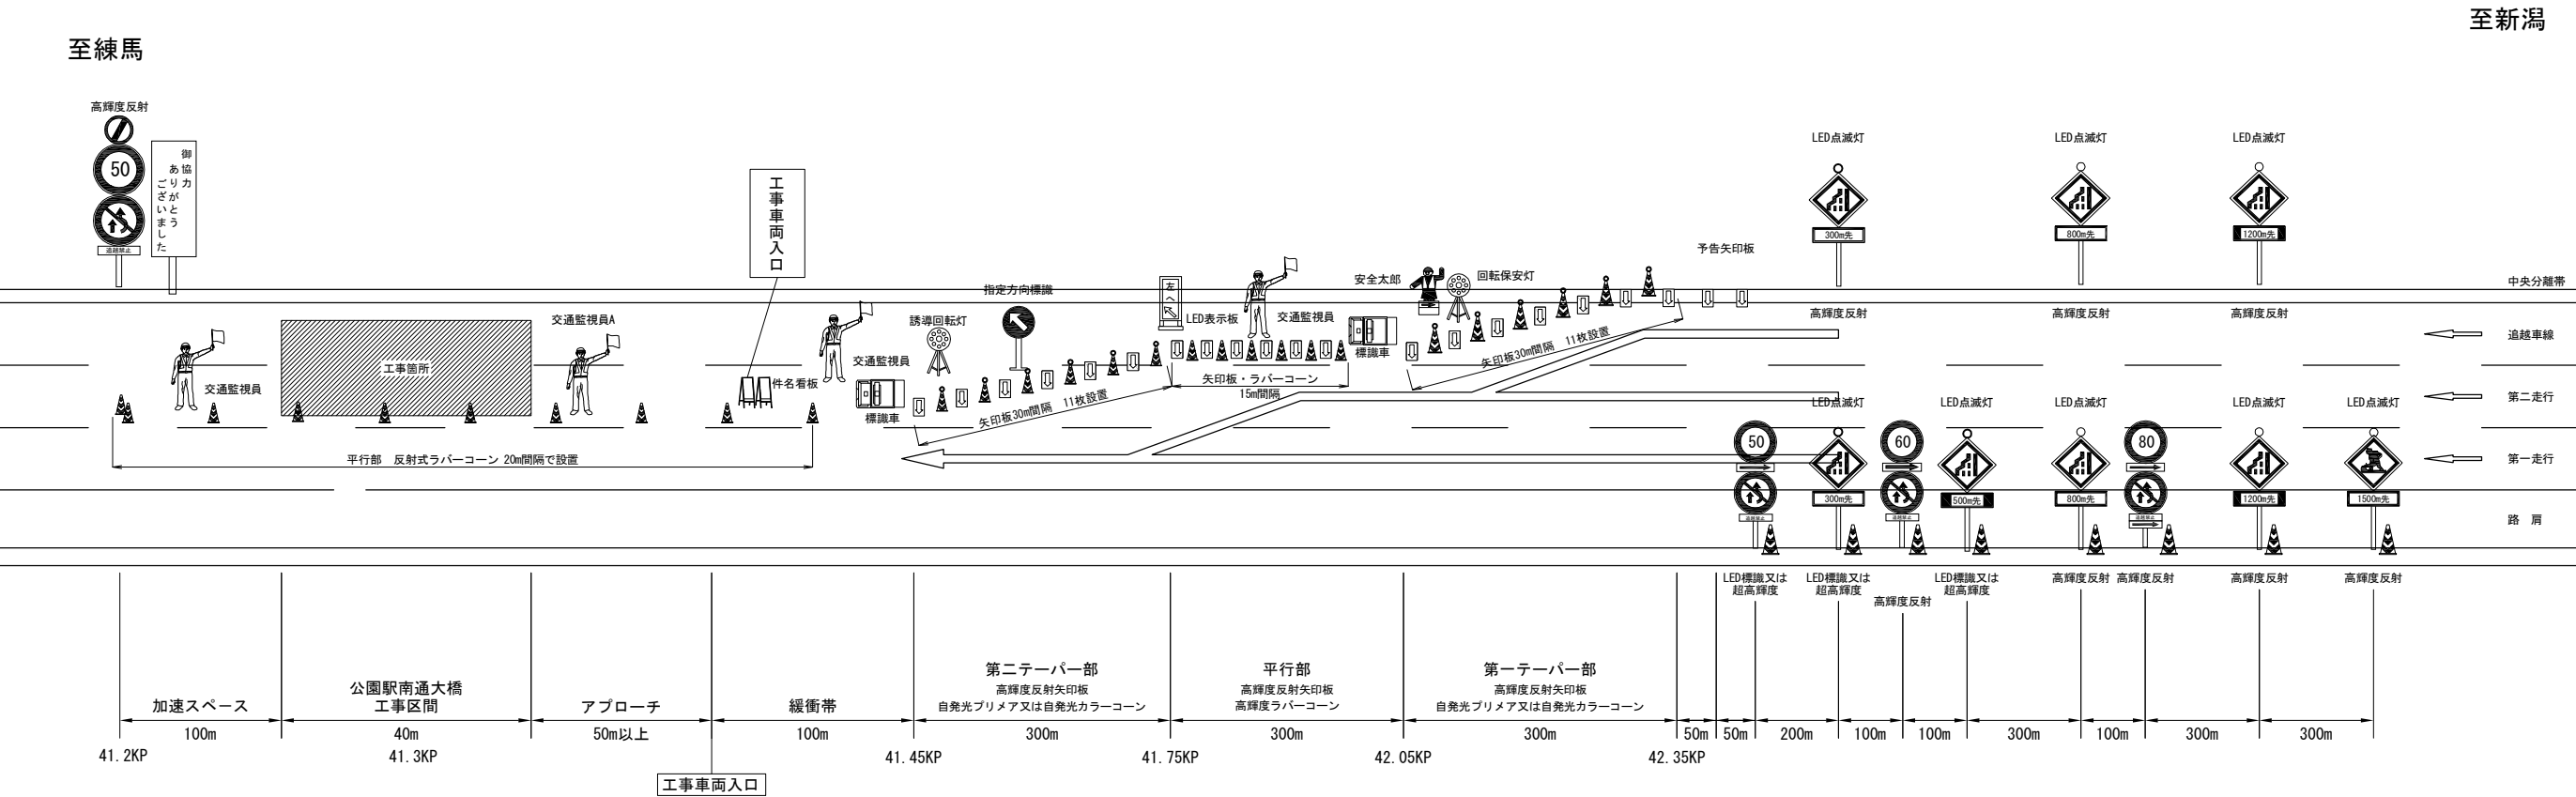 至新潟
至練馬
高輝度反射
50
追越禁止
御協力
ありがとう
ございました
工事車両入口
LED点滅灯
300m先
高輝度反射
LED点滅灯
800m先
高輝度反射
LED点滅灯
1200m先
高輝度反射
予告矢印板
中央分離帯
追越車線
第二走行
第一走行
路 肩
交通監視員
工事箇所
交通監視員A
件名看板
交通監視員
標識車
誘導回転灯
指定方向標識
左へ
LED表示板
交通監視員
安全太郎
回転保安灯
標識車
矢印板30m間隔 11枚設置
矢印板・ラバーコーン
15m間隔
矢印板30m間隔 11枚設置
平行部 反射式ラバーコーン 20m間隔で設置
50
追越禁止
LED標識又は
超高輝度
LED点滅灯
300m先
LED標識又は
超高輝度
60
追越禁止
高輝度反射
LED点滅灯
500m先
LED標識又は
超高輝度
LED点滅灯
800m先
高輝度反射
80
追越禁止
高輝度反射
LED点滅灯
1200m先
高輝度反射
LED点滅灯
1500m先
高輝度反射
加速スペース
100m
公園駅南通大橋
工事区間
40m
アプローチ
50m以上
緩衝帯
100m
第二テーパー部
高輝度反射矢印板
自発光プリメア又は自発光カラーコーン
300m
平行部
高輝度反射矢印板
高輝度ラバーコーン
300m
第一テーパー部
高輝度反射矢印板
自発光プリメア又は自発光カラーコーン
300m
50m
50m
200m
100m
100m
300m
100m
300m
300m
41.2KP
41.3KP
41.45KP
41.75KP
42.05KP
42.35KP
工事車両入口